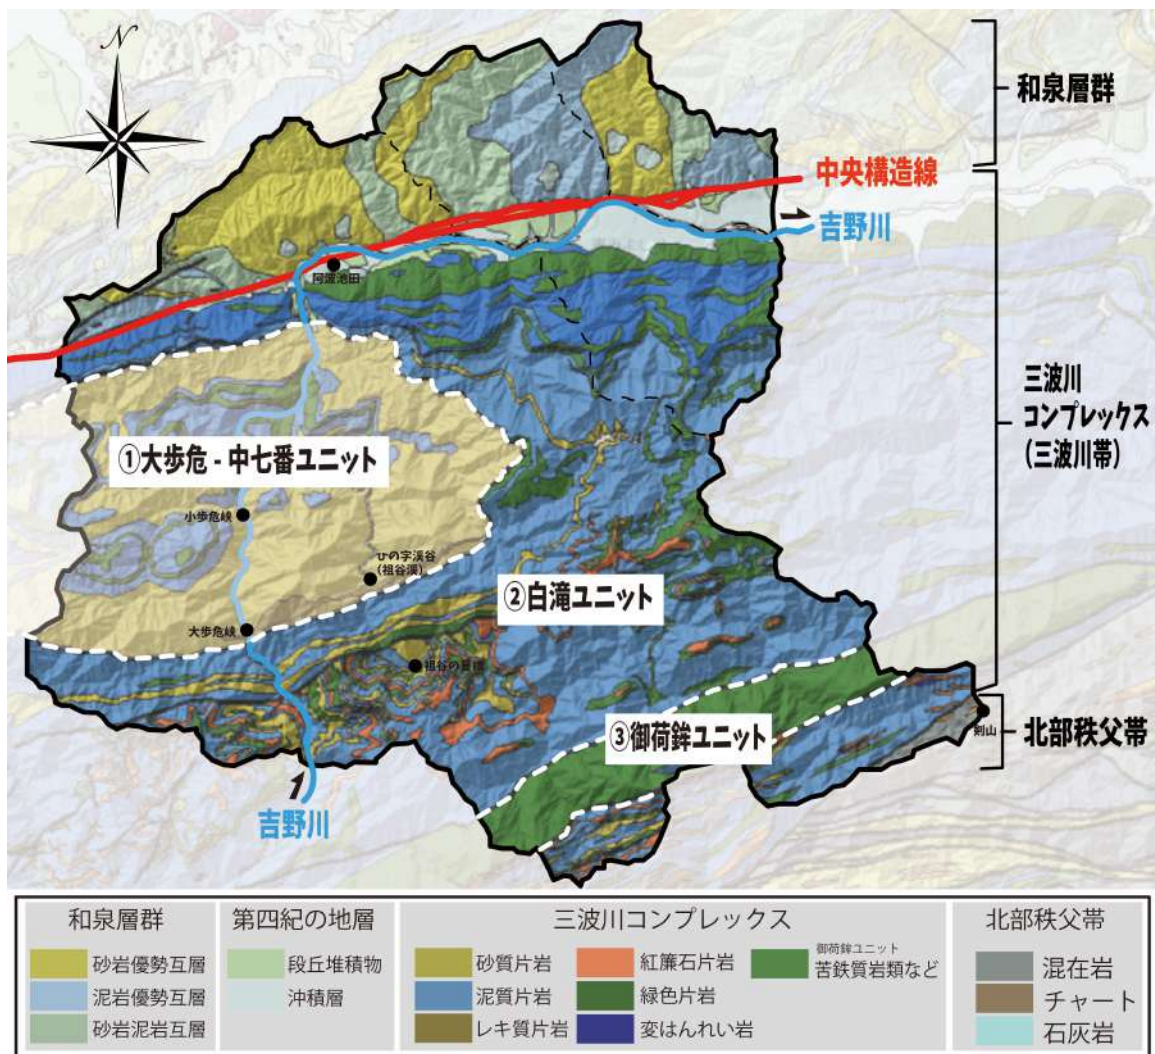 N
和泉層群
中央構造線
吉野川
阿波池田
三波川
コンプレックス
(三波川帯)
①大歩危 - 中七番ユニット
小歩危峡
ひの字渓谷
(祖谷渓)
②白滝ユニット
大歩危峡
③御荷鉾ユニット
剣山
北部秩父帯
吉野川
和泉層群
砂岩優勢互層
泥岩優勢互層
砂岩泥岩互層
第四紀の地層
段丘堆積物
沖積層
三波川コンプレックス
砂質片岩
泥質片岩
レキ質片岩
紅簾石片岩
緑色片岩
変はんれい岩
御荷鉾ユニット
苦鉄質岩類など
北部秩父帯
混在岩
チャート
石灰岩